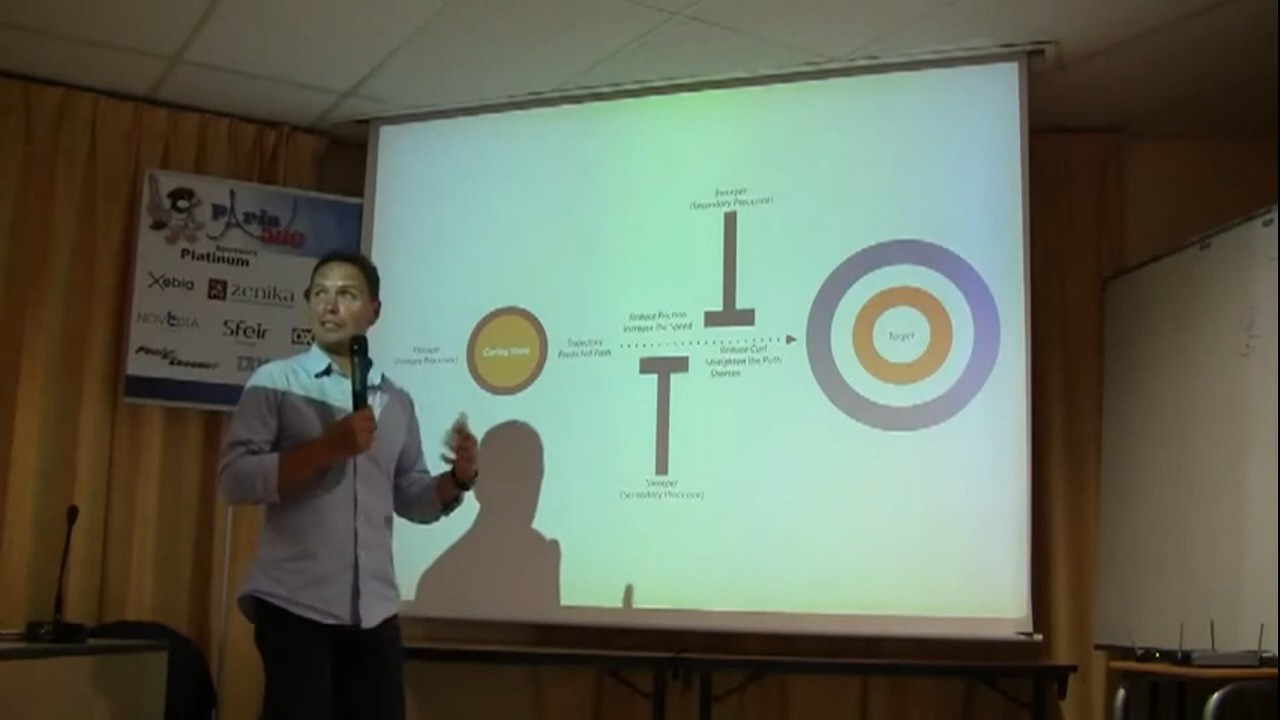 Paris
JUG
Sponsors
Platinum
Xebia
zenika
NOVEDIA
Sfeir
Sweeper
(Secondary Processor)
Reduce Friction
Increase the Speed
Thrower
(Primary Processor)
Curling Stone
Trajectory
Predicted Path
Reduce Curl
Straighten the Path
Target
Sweeper
(Secondary Processor)